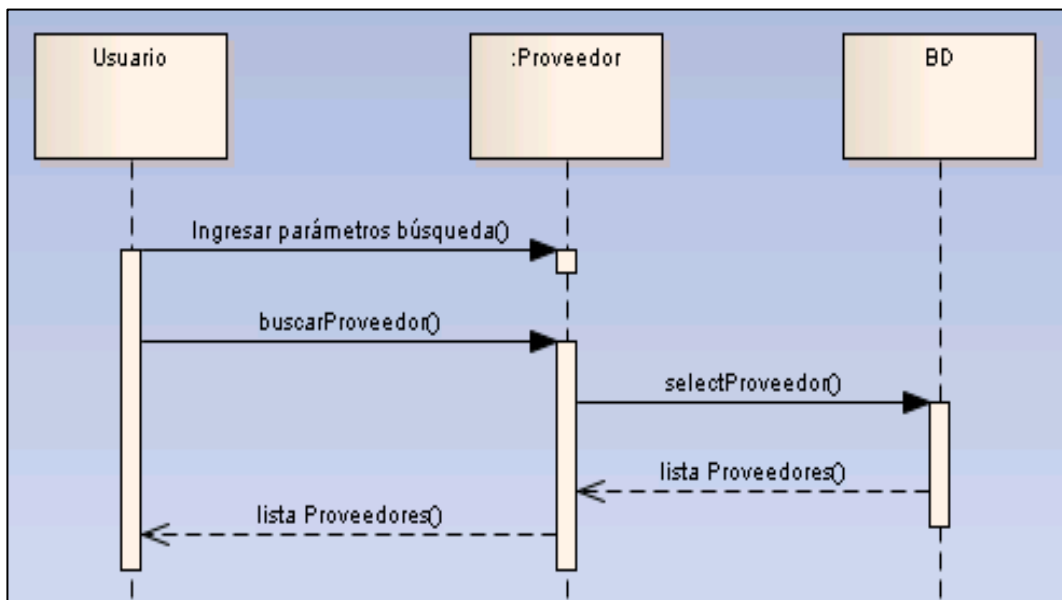 Usuario
:Proveedor
BD
Ingresar parámetros búsqueda()
buscarProveedor()
selectProveedor()
lista Proveedores()
lista Proveedores()